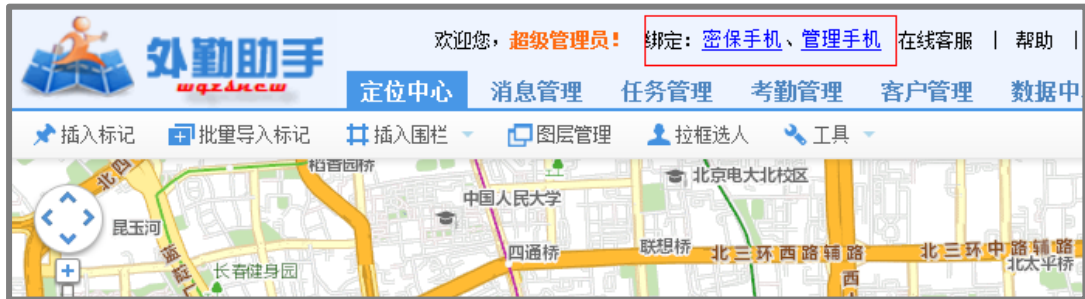 外勤助手
wqzs.new
欢迎您，超级管理员！ 绑定：密保手机、管理手机 在线客服 | 帮助 |
定位中心 消息管理 任务管理 考勤管理 客户管理 数据中
插入标记 批量导入标记 插入围栏 图层管理 拉框选人 工具
北四
稻香园桥
北京电大北校区
中国人民大学
昆玉河
四通桥
联想桥
北三环西路辅路
北三环中路辅路
北太平桥
长春健身园
西